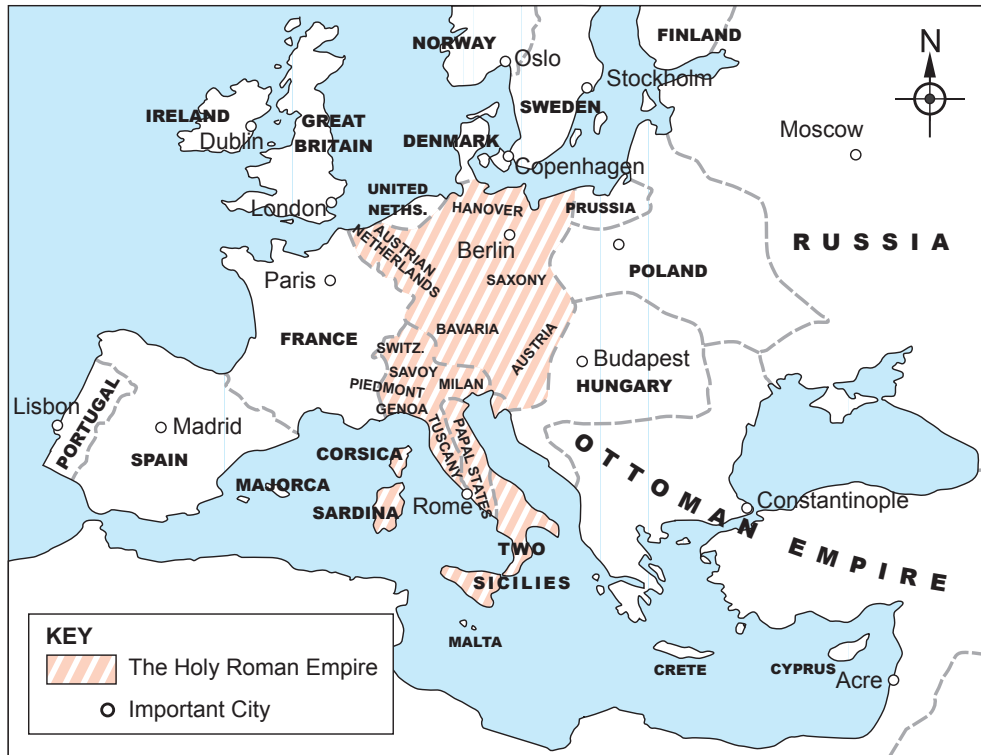 NORWAY
Oslo
FINLAND
N
Stockholm
SWEDEN
IRELAND
Dublin
GREAT
BRITAIN
DENMARK
Copenhagen
Moscow
London
UNITED
NETHS.
HANOVER
PRUSSIA
AUSTRIAN
NETHERLANDS
Berlin
RUSSIA
POLAND
Paris
SAXONY
FRANCE
BAVARIA
AUSTRIA
SWITZ.
SAVOY
PIEDMONT
MILAN
GENOA
Budapest
HUNGARY
Lisbon
PORTUGAL
Madrid
SPAIN
TUSCANY
PAPAL STATES
CORSICA
MAJORCA
SARDINA
Rome
OTTOMAN EMPIRE
Constantinople
TWO
SICILIES
MALTA
CRETE
CYPRUS
Acre
KEY
The Holy Roman Empire
Important City